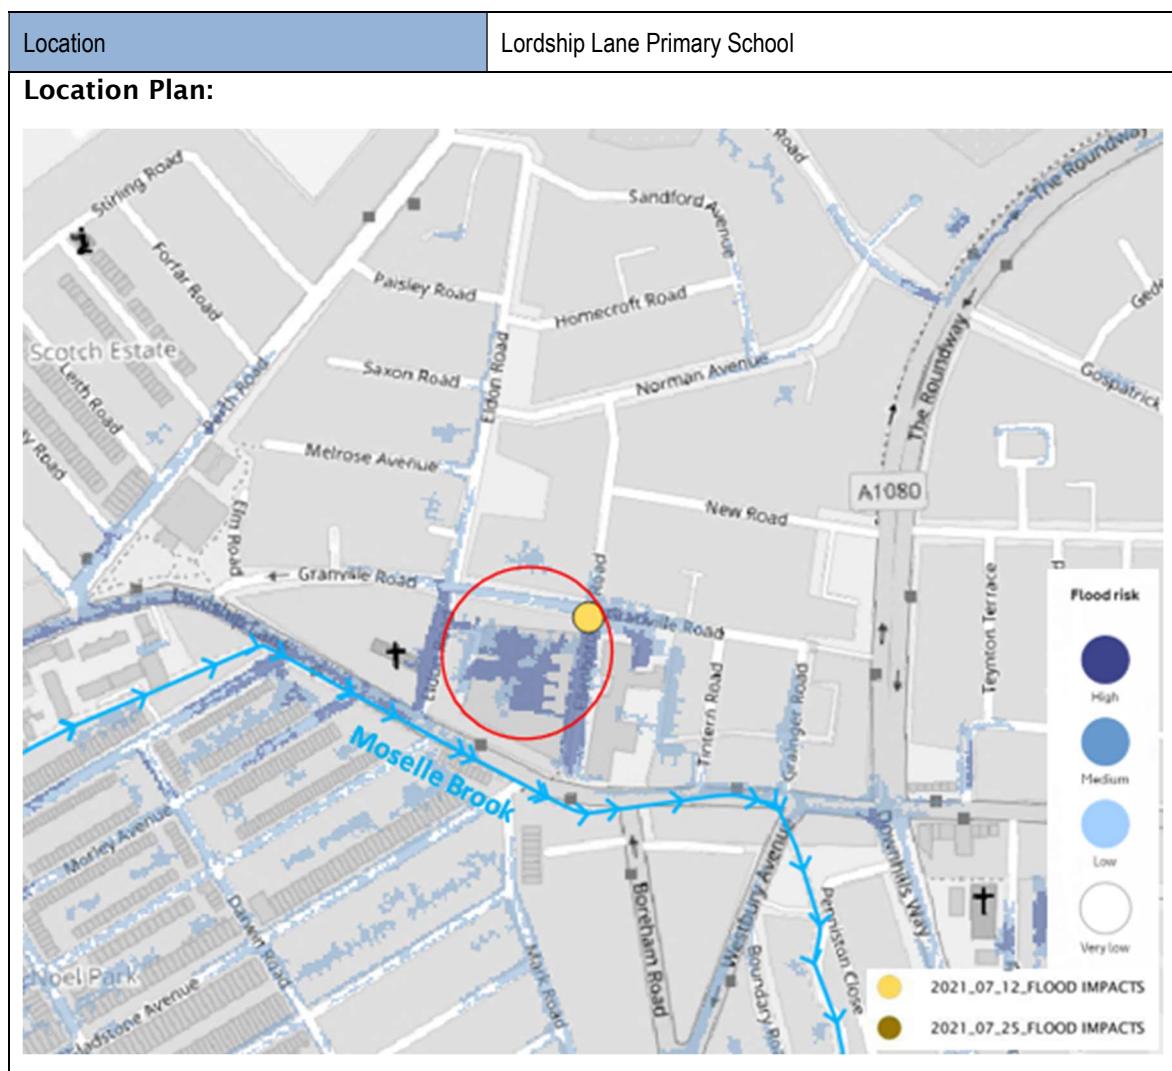 Location
Lordship Lane Primary School
Location Plan:
Road
The Roundway
Stirling Road
Sandford Avenue
Forfar Road
Paisley Road
Homecroft Road
Scotch Estate
Saxon Road
Eldon Road
Norman Avenue
The Roundway
Gospatrick
Leith Road
Perth Road
Melrose Avenue
A1080
New Road
Elm Road
Granville Road
Road
Road
Lordship Lane
Tintern Road
Grainger Road
Teynton Terrace
Moselle Brook
Flood risk
High
Medium
Low
Very low
Morley Avenue
Darwin Road
Noel Park
Gladstone Avenue
Mark Road
Boreham Road
Westbury Avenue
Boundary Roa
Penniston Close
Downhills Way
2021_07_12_FLOOD IMPACTS
2021_07_25_FLOOD IMPACTS